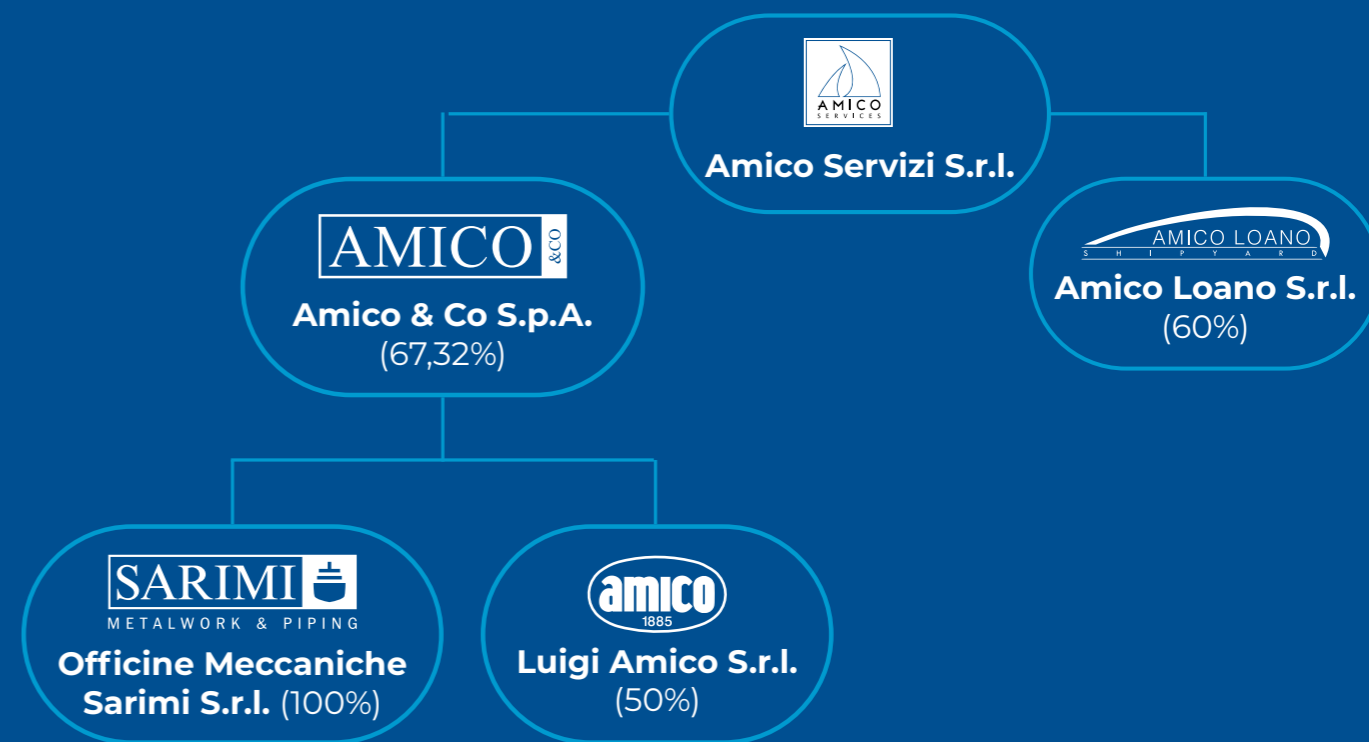 AMICO
SERVICES
Amico Servizi S.r.l.
AMICO &CO
Amico & Co S.p.A.
(67,32%)
AMICO LOANO
SHIPYARD
Amico Loano S.r.l.
(60%)
SARIMI
METALWORK & PIPING
Officine Meccaniche
Sarimi S.r.l. (100%)
amico
1885
Luigi Amico S.r.l.
(50%)